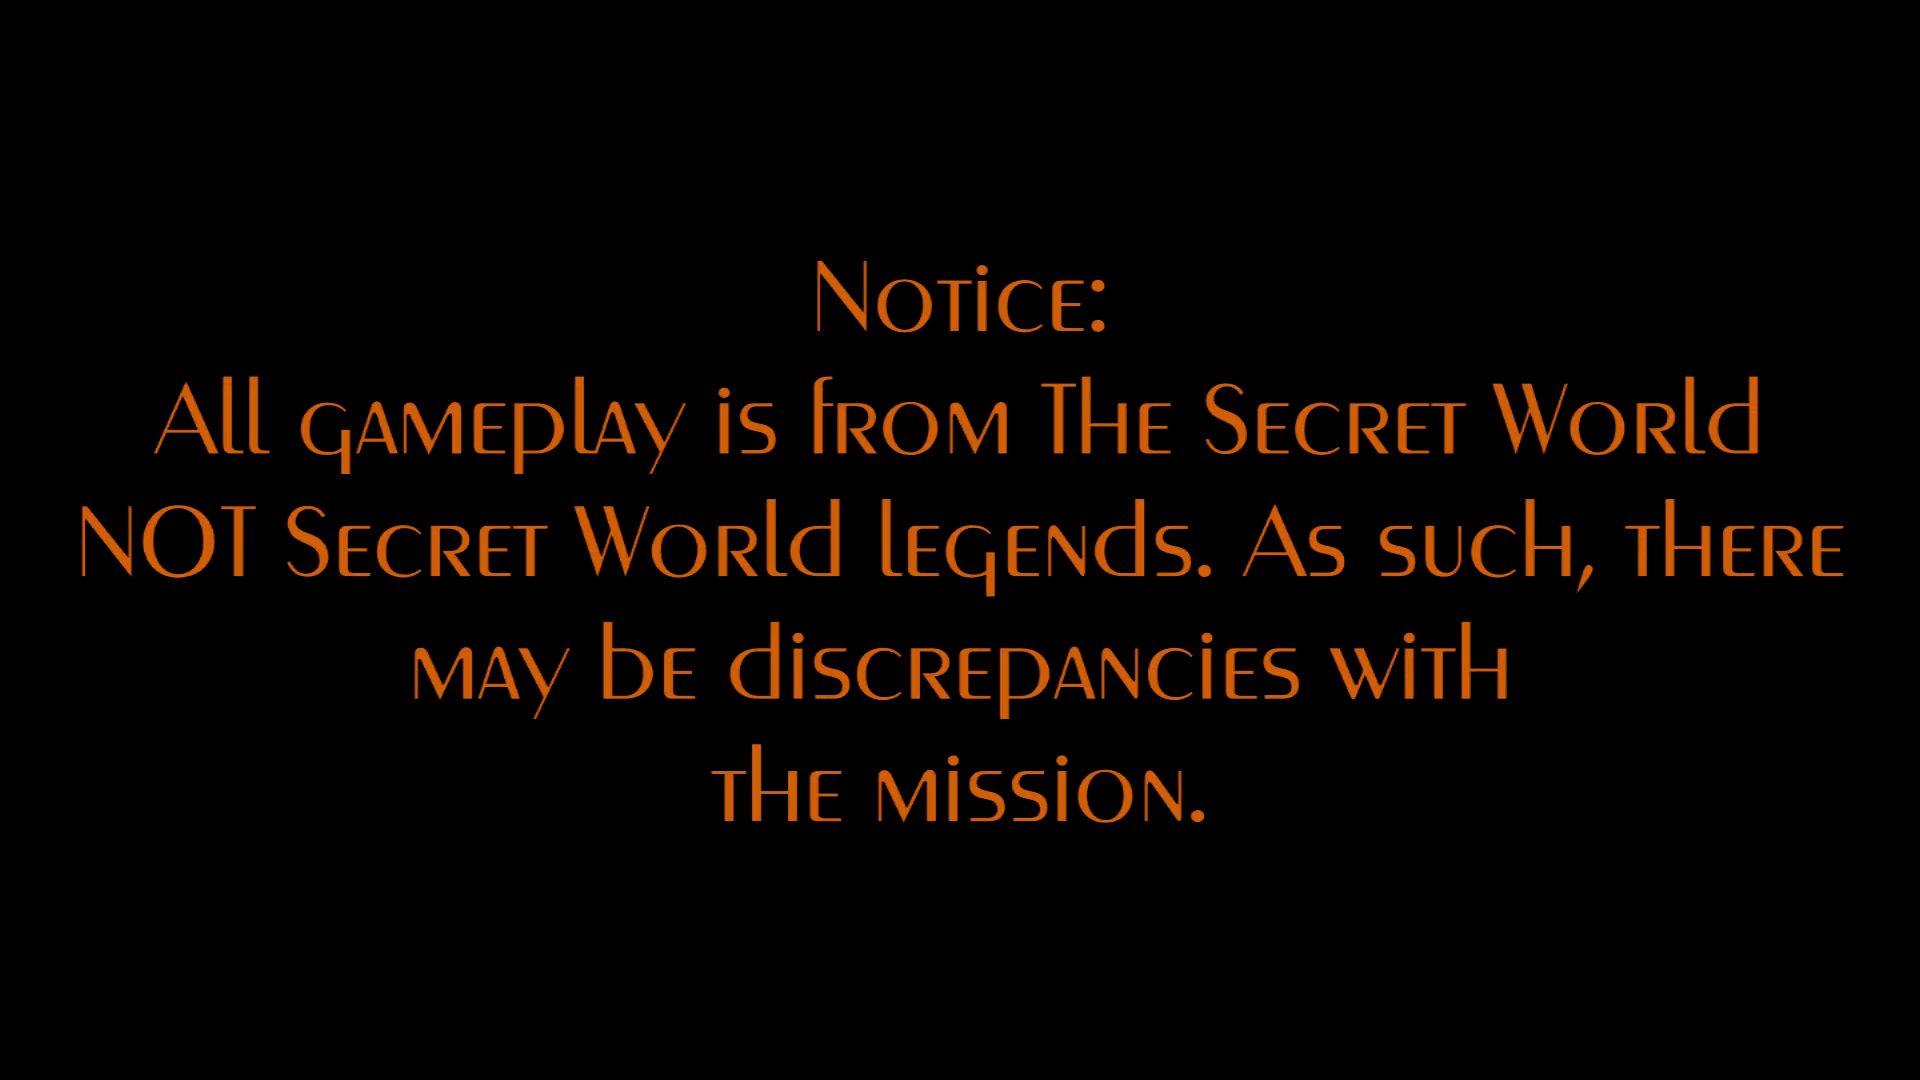 Notice:
All gameplay is from The Secret World
NOT Secret World legends. As such, there
may be discrepancies with
the mission.